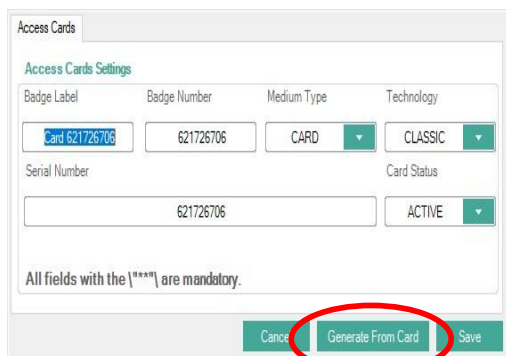 Access Cards
Access Cards Settings
Badge Label Badge Number Medium Type Technology
Card 621726706 621726706 CARD CLASSIC
Serial Number Card Status
621726706 ACTIVE
All fields with the \"**"\ are mandatory.
Cancel Generate From Card Save